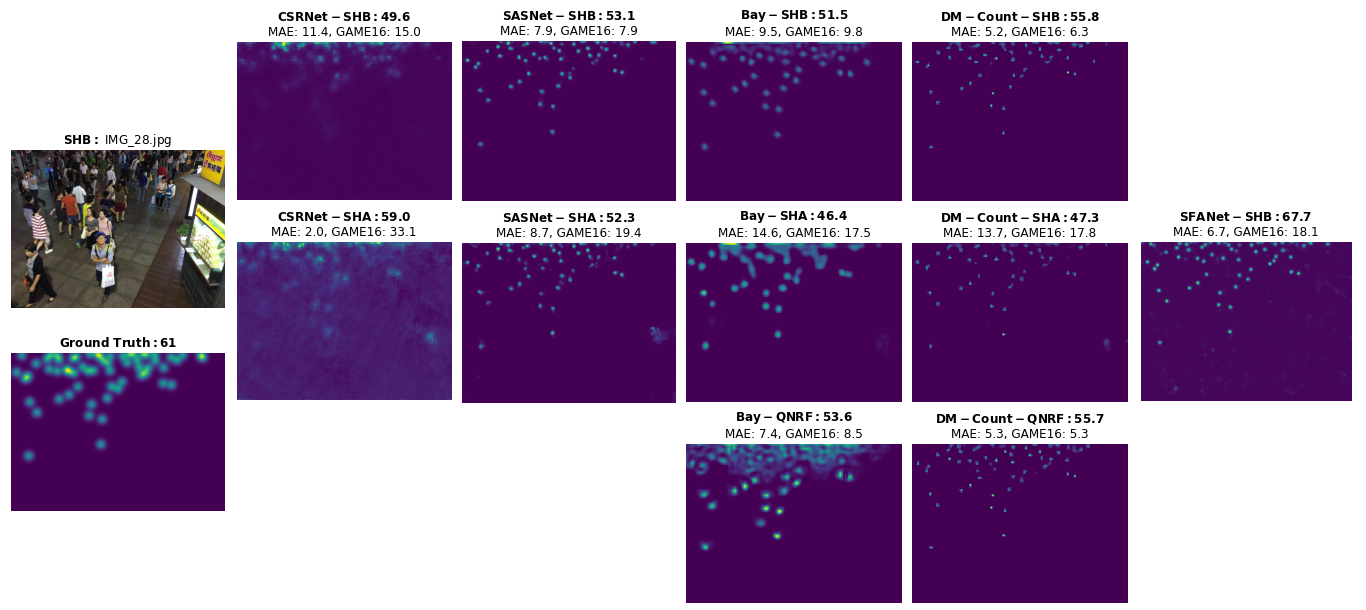 CSRNet−SHB: 49.6
MAE: 11.4, GAME16: 15.0
SASNet−SHB: 53.1
MAE: 7.9, GAME16: 7.9
Bay−SHB: 51.5
MAE: 9.5, GAME16: 9.8
DM−Count−SHB: 55.8
MAE: 5.2, GAME16: 6.3
SHB: IMG_28.jpg
CSRNet−SHA: 59.0
MAE: 2.0, GAME16: 33.1
SASNet−SHA: 52.3
MAE: 8.7, GAME16: 19.4
Bay−SHA: 46.4
MAE: 14.6, GAME16: 17.5
DM−Count−SHA: 47.3
MAE: 13.7, GAME16: 17.8
SFANet−SHB: 67.7
MAE: 6.7, GAME16: 18.1
Ground Truth: 61
Bay−QNRF: 53.6
MAE: 7.4, GAME16: 8.5
DM−Count−QNRF: 55.7
MAE: 5.3, GAME16: 5.3